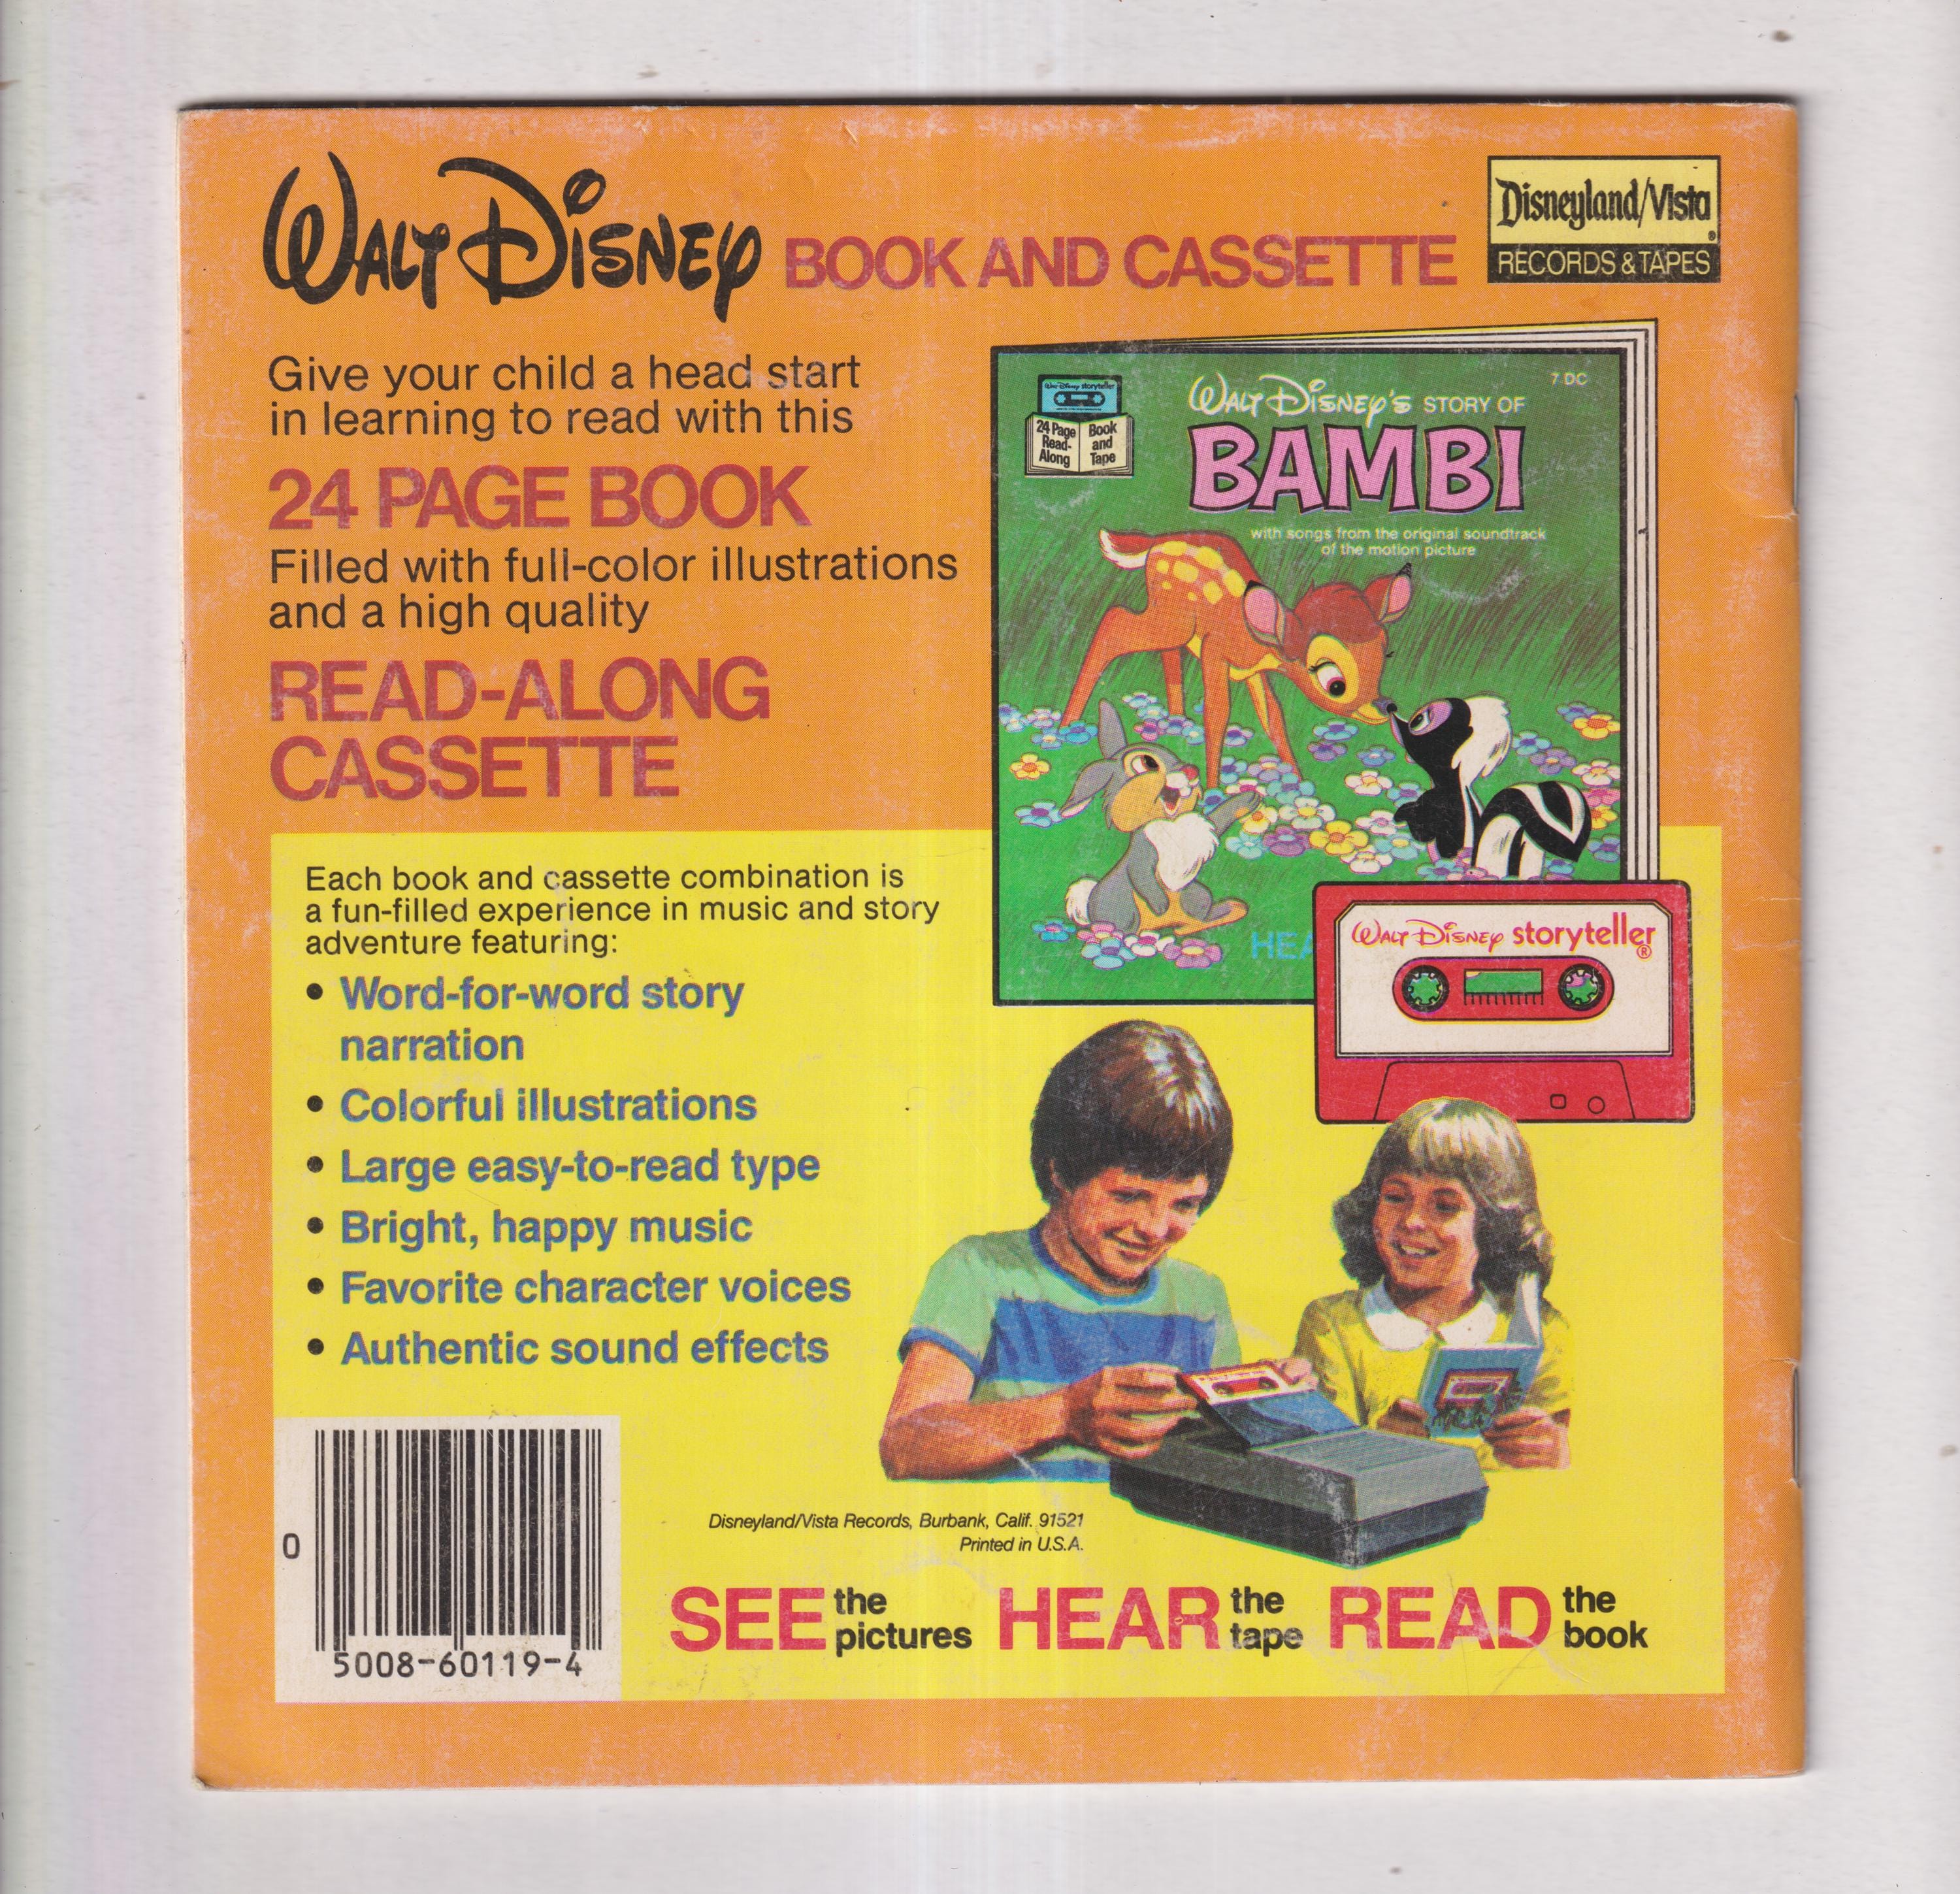 WALT DISNEY BOOK AND CASSETTE
Disneyland/Vista
®
RECORDS & TAPES
Give your child a head start
in learning to read with this
24 PAGE BOOK
Filled with full-color illustrations
and a high quality
READ-ALONG
CASSETTE
Walt Disney storyteller
24 Page
Read-
Along
Book
and
Tape
7 DC
WALT DISNEY'S STORY OF
BAMBI
with songs from the original soundtrack
of the motion picture
HEA
WALT DISNEY storyteller
®
Each book and cassette combination is
a fun-filled experience in music and story
adventure featuring:
• Word-for-word story
narration
• Colorful illustrations
• Large easy-to-read type
• Bright, happy music
• Favorite character voices
• Authentic sound effects
0
5008-60119-4
Disneyland/Vista Records, Burbank, Calif. 91521
Printed in U.S.A.
SEE the pictures HEAR the tape READ the book